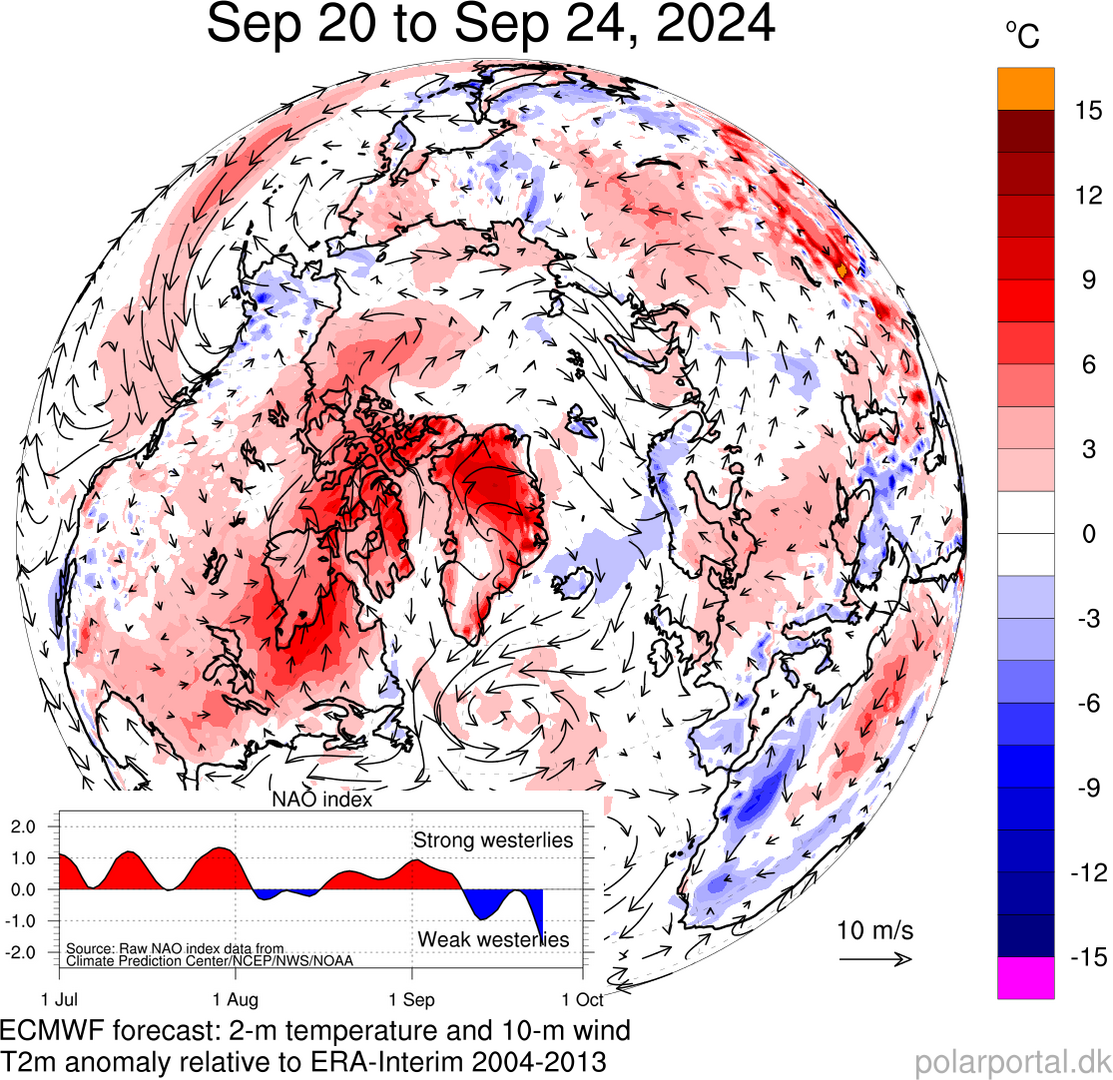 Sep 20 to Sep 24, 2024
°C
15
12
9
6
3
0
-3
-6
-9
-12
-15
10 m/s
NAO index
2.0
1.0
0.0
-1.0
-2.0
Strong westerlies
Weak westerlies
Source: Raw NAO index data from
Climate Prediction Center/NCEP/NWS/NOAA
1 Jul
1 Aug
1 Sep
1 Oct
ECMWF forecast: 2-m temperature and 10-m wind
T2m anomaly relative to ERA-Interim 2004-2013
polarportal.dk